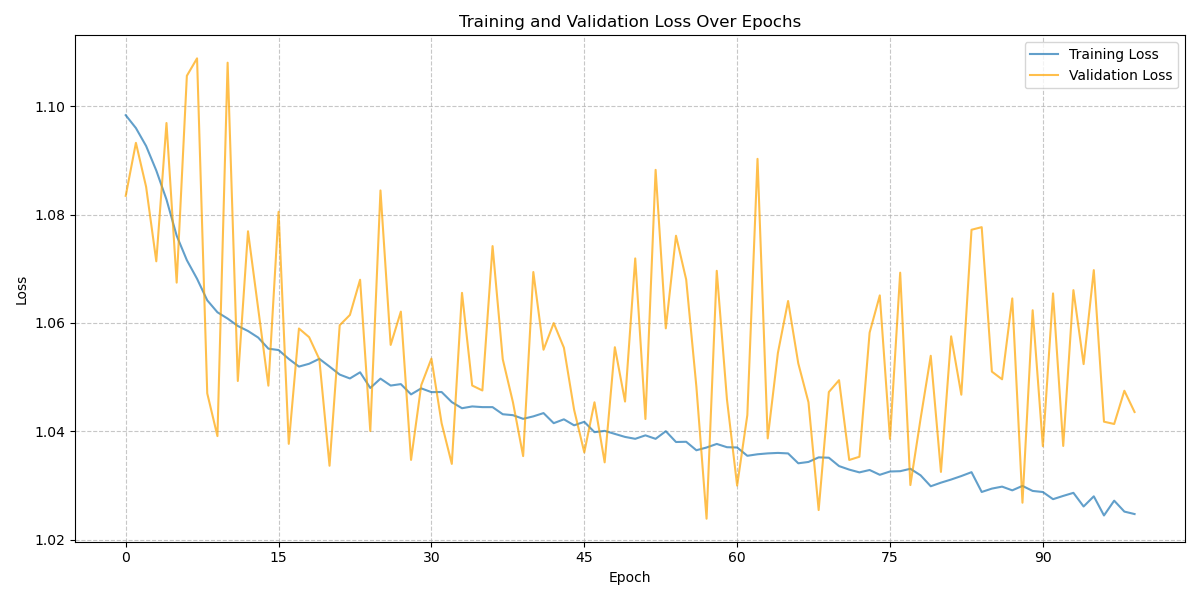 Training and Validation Loss Over Epochs
Training Loss
Validation Loss
Loss
1.10
1.08
1.06
1.04
1.02
0 15 30 45 60 75 90
Epoch